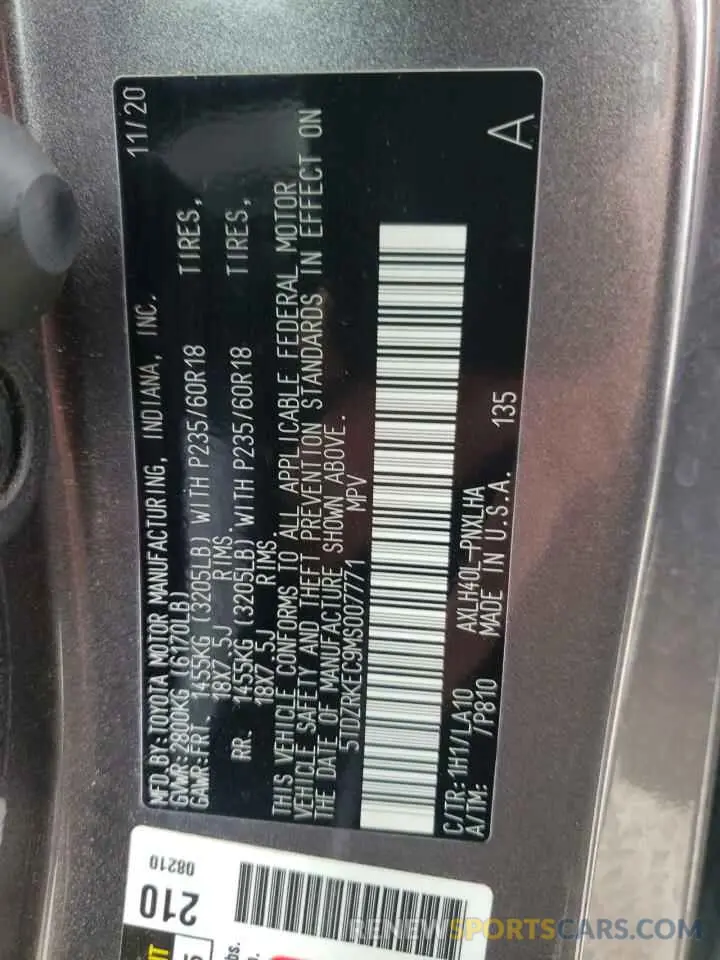 MFD.BY:TOYOTA MOTOR MANUFACTURING, INDIANA, INC. 11/20
GVWR:2800KG (6170LB)
GAWR:FRT. 1455KG (3205LB) WITH P235/60R18 TIRES,
18X7.5J RIMS.
RR. 1455KG (3205LB) WITH P235/60R18 TIRES,
18X7.5J RIMS.
THIS VEHICLE CONFORMS TO ALL APPLICABLE FEDERAL MOTOR
VEHICLE SAFETY AND THEFT PREVENTION STANDARDS IN EFFECT ON
THE DATE OF MANUFACTURE SHOWN ABOVE.
5TDZRKEC9MS007771 MPV
C/TR:1H1/LA10 AXLH40L-PNXLHA 135 A
A/TM: /P810 MADE IN U.S.A.
210
08210
lbs.
RENEWSPORTSCARS.COM